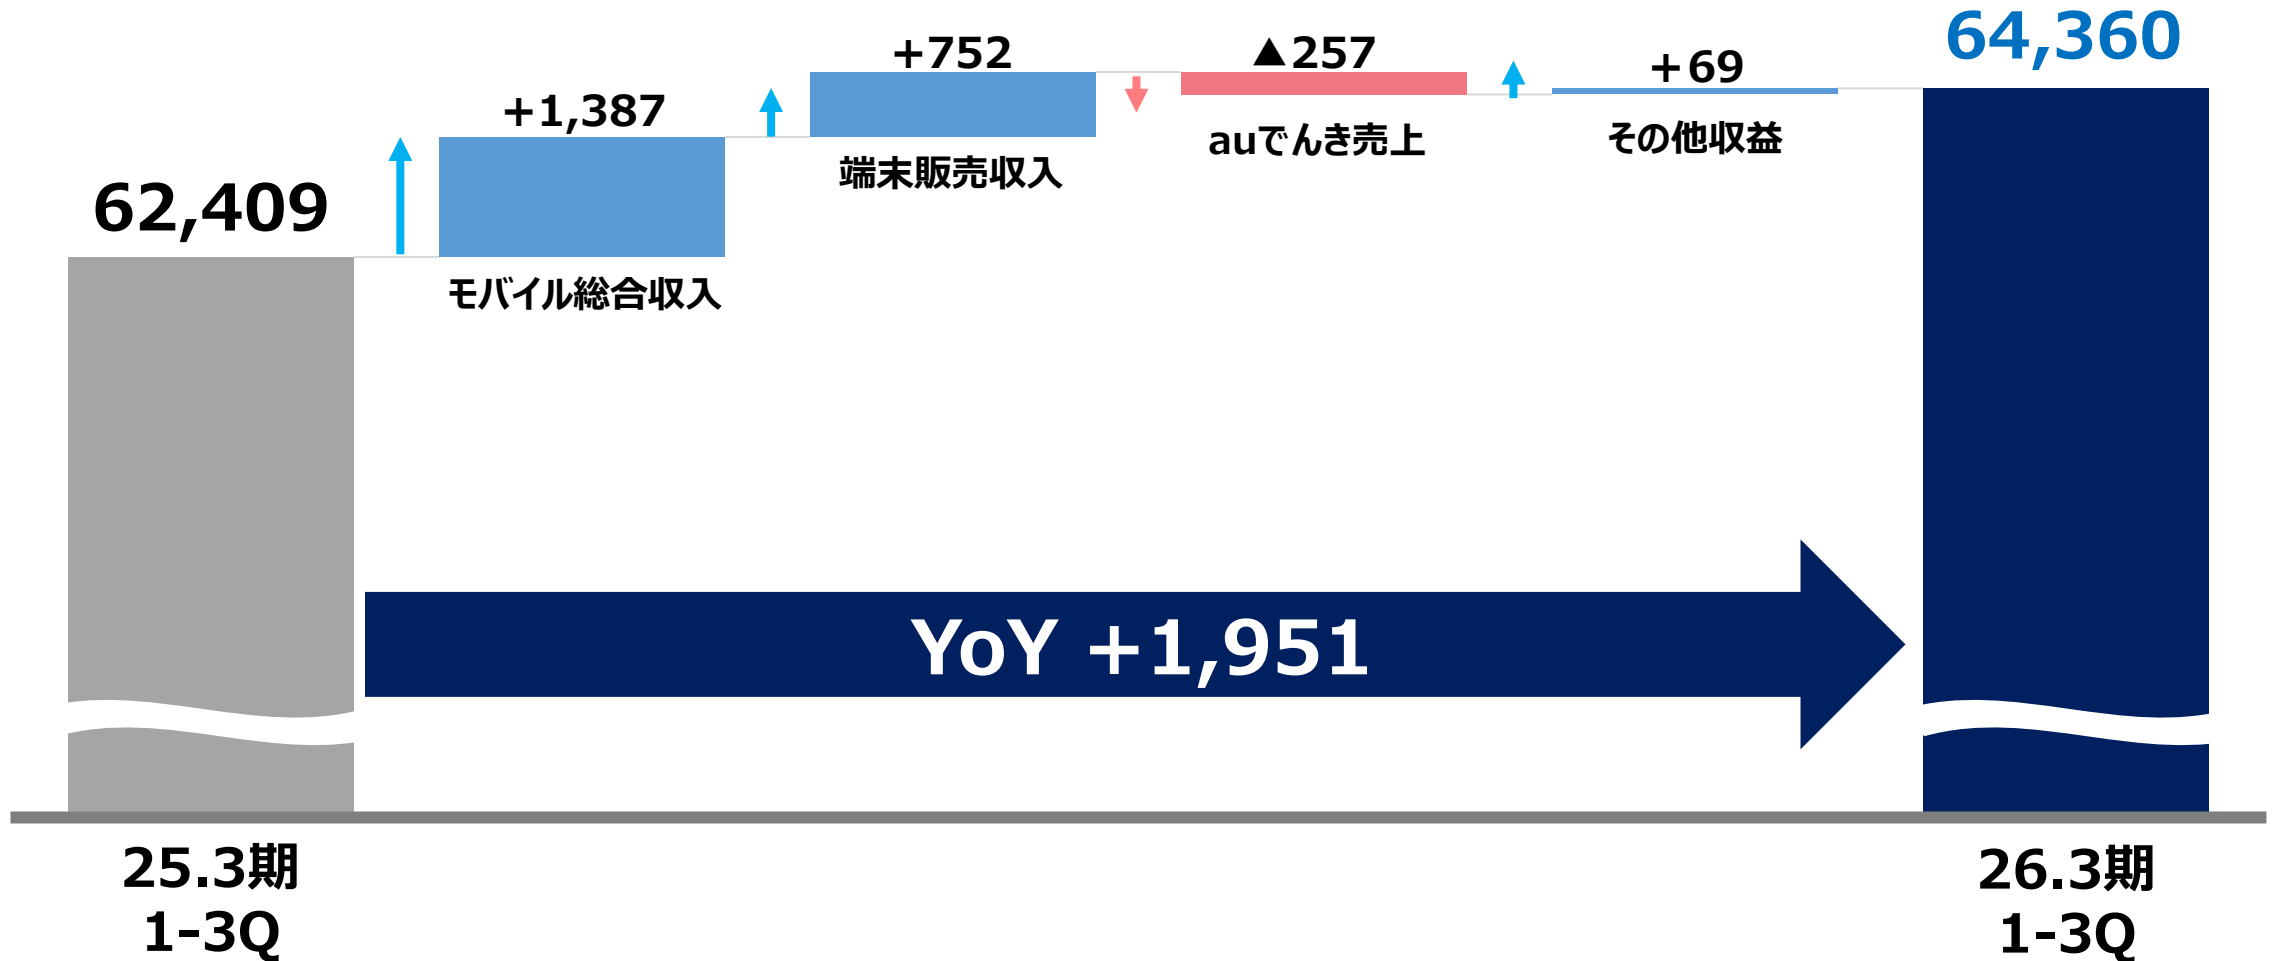 62,409
+1,387
モバイル総合収入
+752
端末販売収入
▲257
auでんき売上
+69
その他収益
64,360
YoY +1,951
25.3期
1-3Q
26.3期
1-3Q